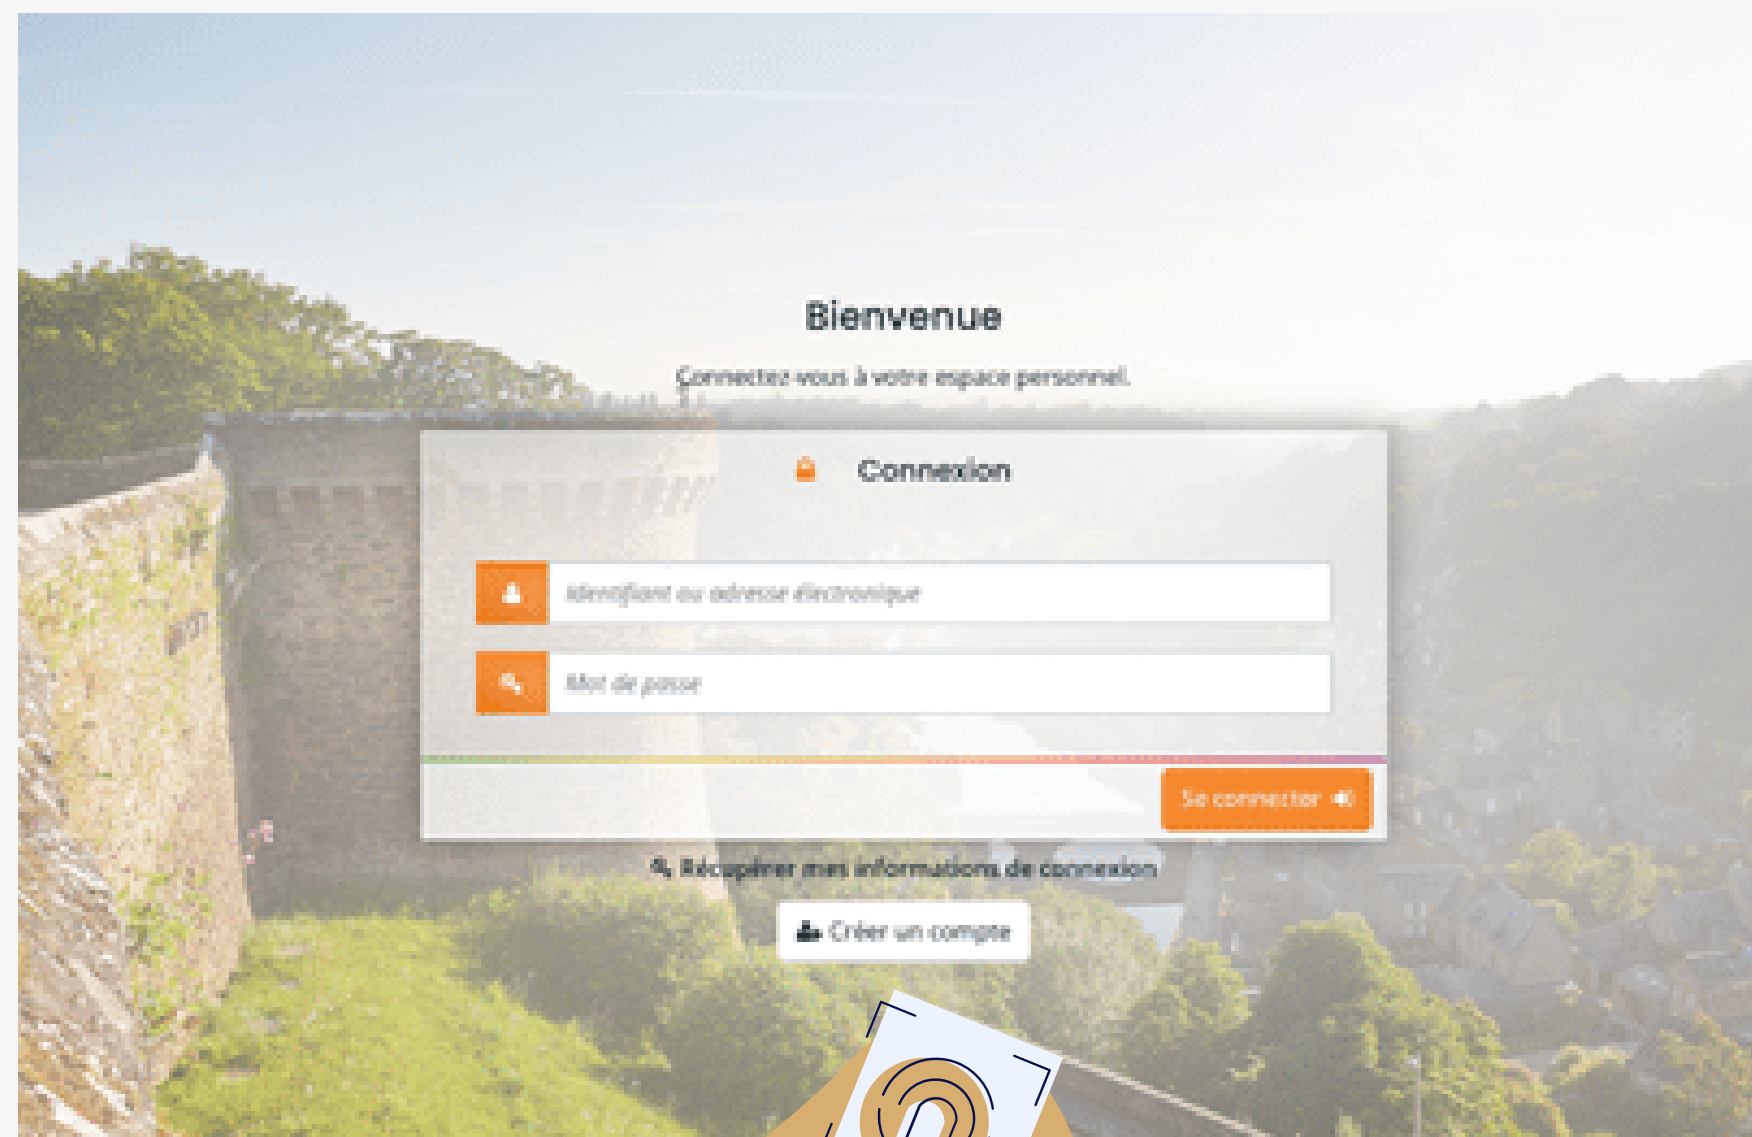 Bienvenue
Connectez-vous à votre espace personnel.
Connexion
Identifiant ou adresse électronique
Mot de passe
Se connecter
Récupérer mes informations de connexion
Créer un compte